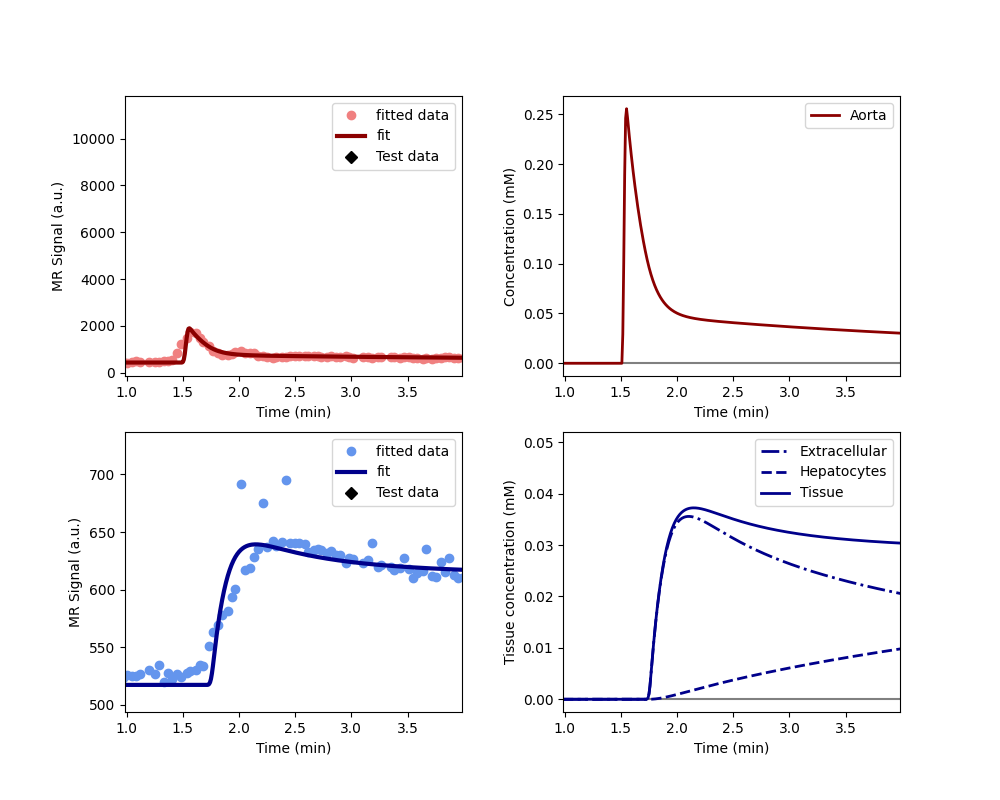 10000
8000
6000
4000
2000
0
MR Signal (a.u.)
fitted data
fit
Test data
1.0 1.5 2.0 2.5 3.0 3.5
Time (min)
0.25
0.20
0.15
0.10
0.05
0.00
Concentration (mM)
Aorta
1.0 1.5 2.0 2.5 3.0 3.5
Time (min)
700
650
600
550
500
MR Signal (a.u.)
fitted data
fit
Test data
1.0 1.5 2.0 2.5 3.0 3.5
Time (min)
0.05
0.04
0.03
0.02
0.01
0.00
Tissue concentration (mM)
Extracellular
Hepatocytes
Tissue
1.0 1.5 2.0 2.5 3.0 3.5
Time (min)